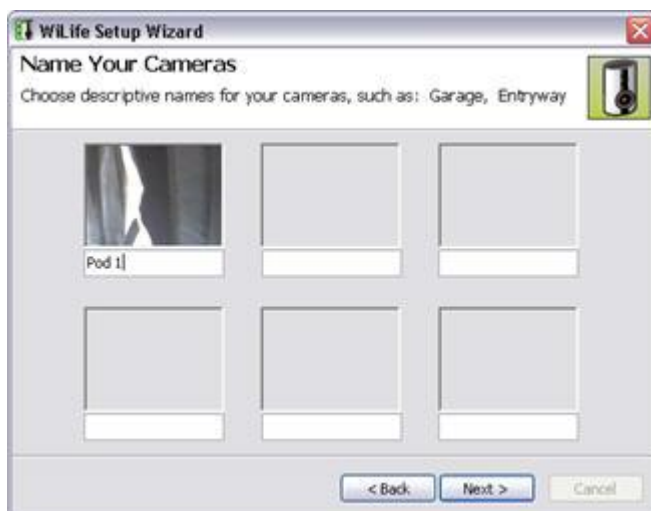 WiLife Setup Wizard
Name Your Cameras
Choose descriptive names for your cameras, such as: Garage, Entryway
Pod 1
< Back Next > Cancel